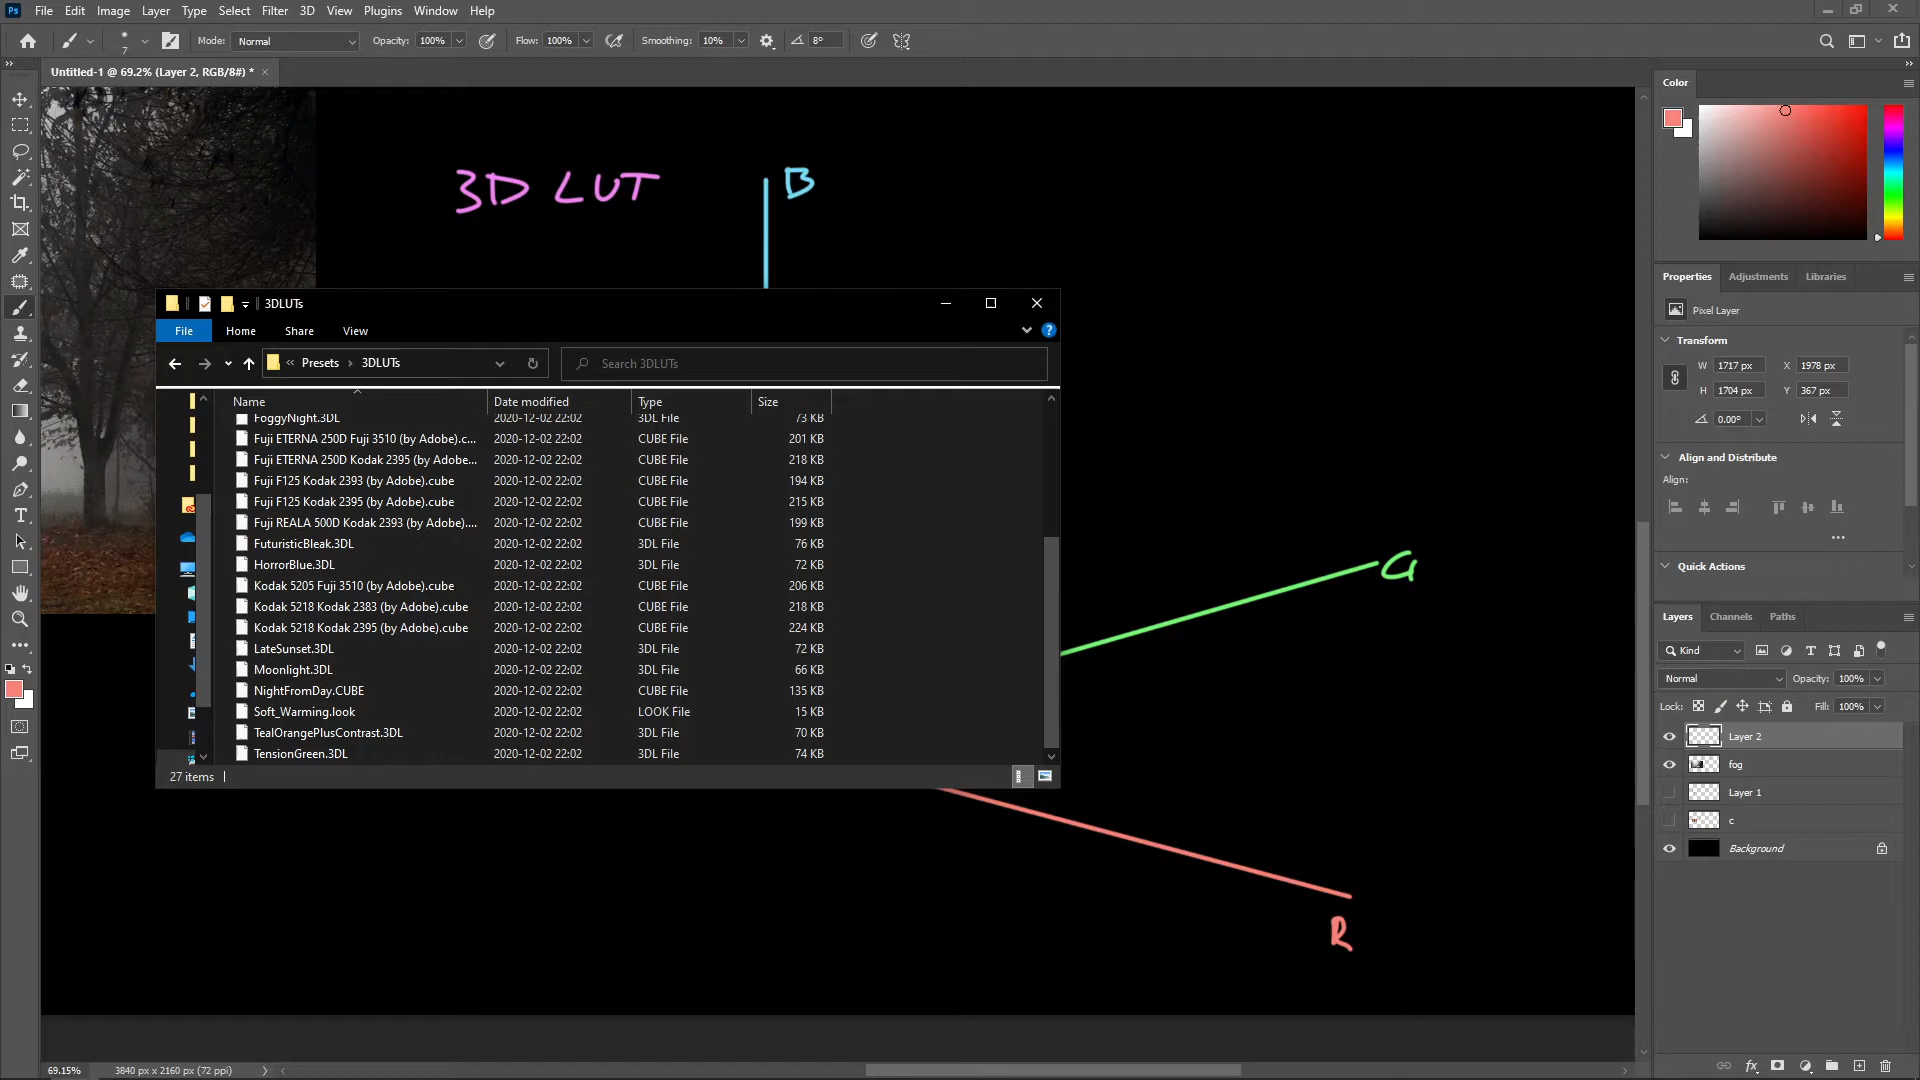 Ps File Edit Image Layer Type Select Filter 3D View Plugins Window Help
7 Mode: Normal Opacity: 100% Flow: 100% Smoothing: 10% 8°
Untitled-1 @ 69.2% (Layer 2, RGB/8#) * ×
3D LUT
B
G
R
3DLUTs
File Home Share View
« Presets › 3DLUTs
Search 3DLUTs
Name Date modified Type Size
FoggyNight.3DL 2020-12-02 22:02 3DL File 73 KB
Fuji ETERNA 250D Fuji 3510 (by Adobe).c... 2020-12-02 22:02 CUBE File 201 KB
Fuji ETERNA 250D Kodak 2395 (by Adobe... 2020-12-02 22:02 CUBE File 218 KB
Fuji F125 Kodak 2393 (by Adobe).cube 2020-12-02 22:02 CUBE File 194 KB
Fuji F125 Kodak 2395 (by Adobe).cube 2020-12-02 22:02 CUBE File 215 KB
Fuji REALA 500D Kodak 2393 (by Adobe).... 2020-12-02 22:02 CUBE File 199 KB
FuturisticBleak.3DL 2020-12-02 22:02 3DL File 76 KB
HorrorBlue.3DL 2020-12-02 22:02 3DL File 72 KB
Kodak 5205 Fuji 3510 (by Adobe).cube 2020-12-02 22:02 CUBE File 206 KB
Kodak 5218 Kodak 2383 (by Adobe).cube 2020-12-02 22:02 CUBE File 218 KB
Kodak 5218 Kodak 2395 (by Adobe).cube 2020-12-02 22:02 CUBE File 224 KB
LateSunset.3DL 2020-12-02 22:02 3DL File 72 KB
Moonlight.3DL 2020-12-02 22:02 3DL File 66 KB
NightFromDay.CUBE 2020-12-02 22:02 CUBE File 135 KB
Soft_Warming.look 2020-12-02 22:02 LOOK File 15 KB
TealOrangePlusContrast.3DL 2020-12-02 22:02 3DL File 70 KB
TensionGreen.3DL 2020-12-02 22:02 3DL File 74 KB
27 items
Color
Properties Adjustments Libraries
Pixel Layer
Transform
W 1717 px X 1978 px
H 1704 px Y 367 px
0.00°
Align and Distribute
Align:
Quick Actions
Layers Channels Paths
Kind
Normal Opacity: 100%
Lock: Fill: 100%
Layer 2
fog
Layer 1
c
Background
fx
69.15% 3840 px x 2160 px (72 ppi)